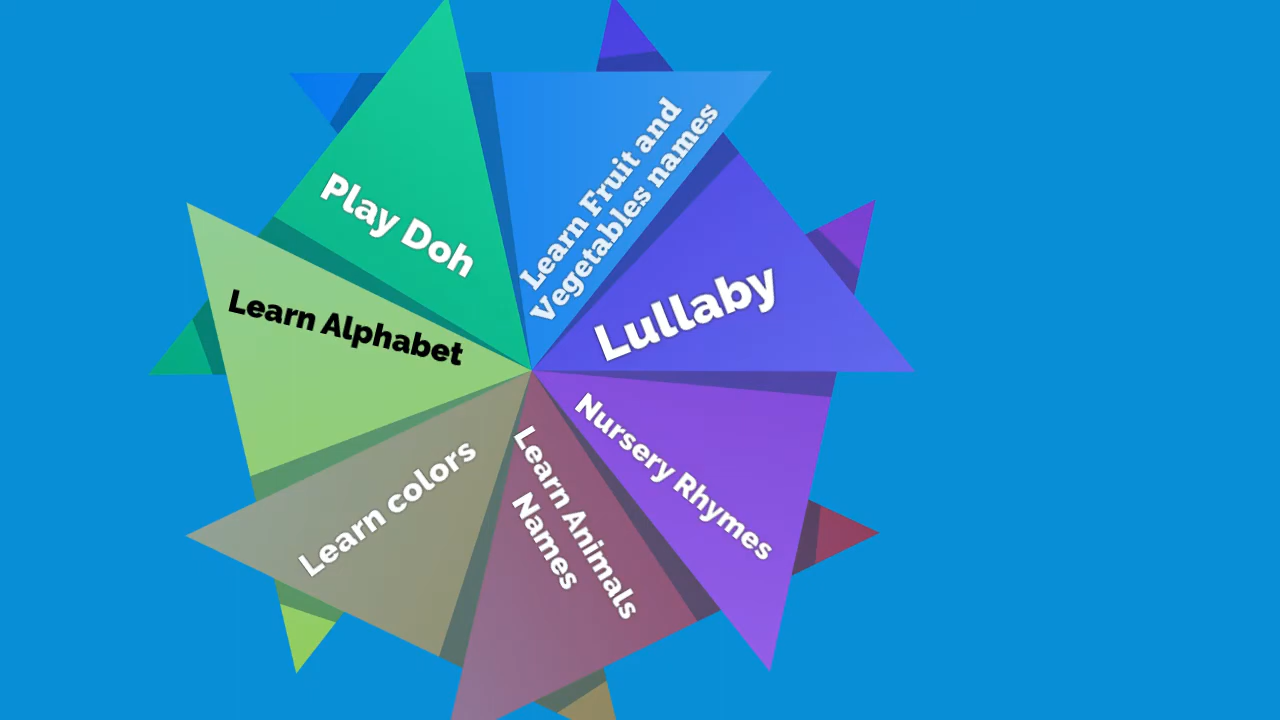 Play Doh
Learn Fruit and
Vegetables names
Lullaby
Nursery Rhymes
Learn Animals
Names
Learn colors
Learn Alphabet